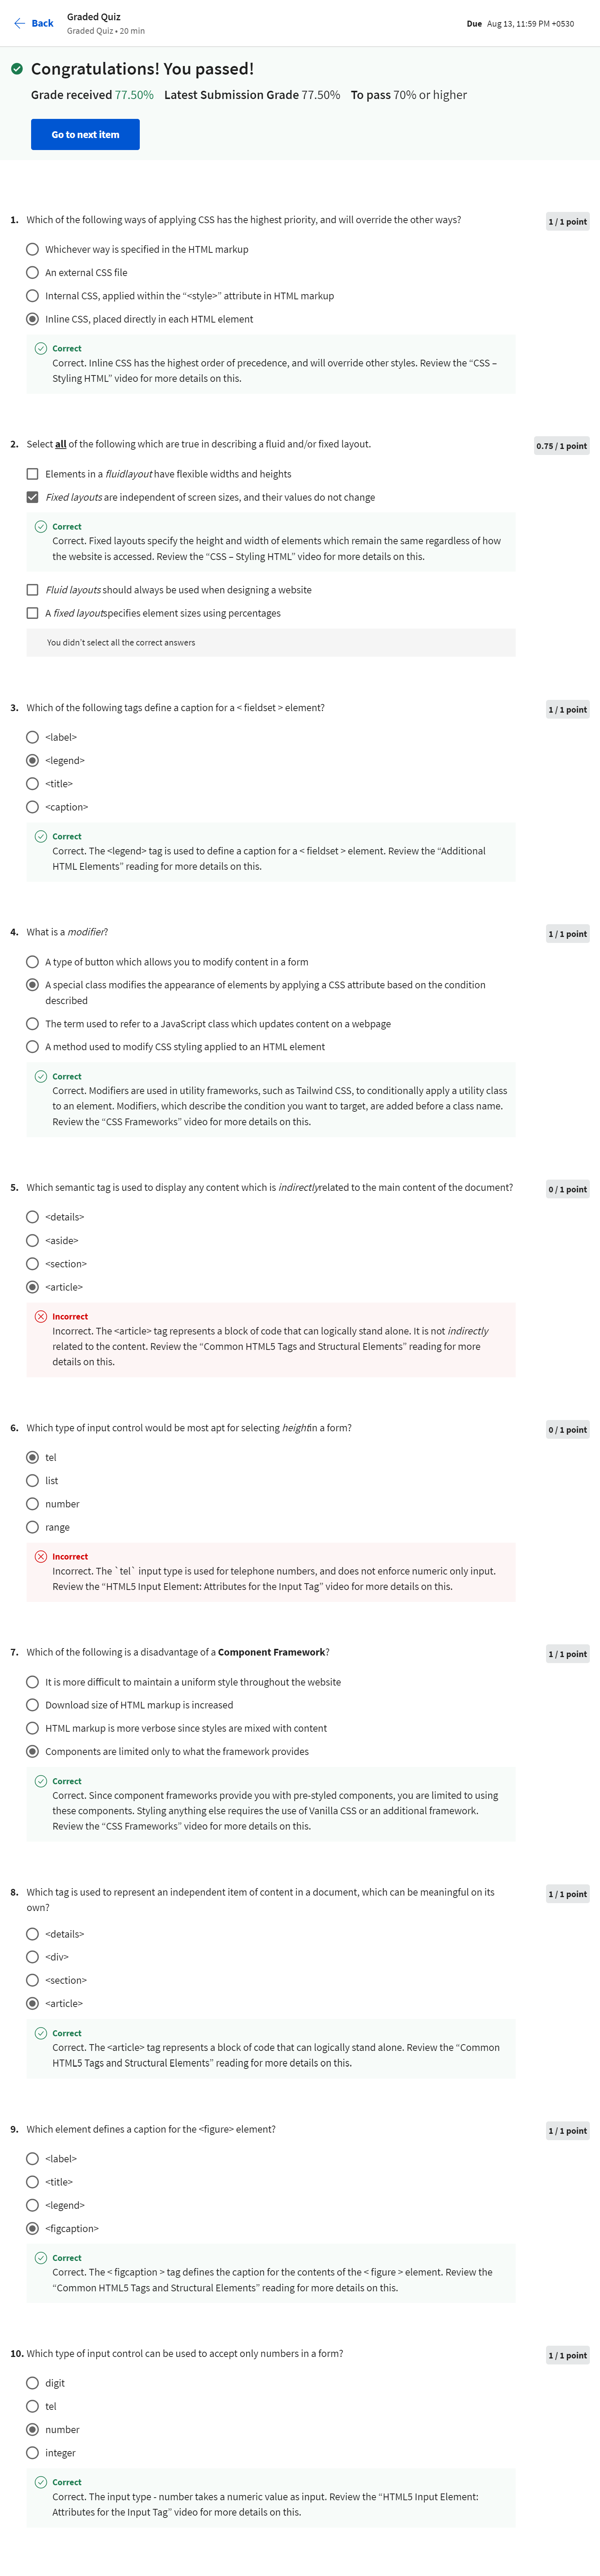 Back
Graded Quiz
Graded Quiz • 20 min
Due Aug 13, 11:59 PM +0530
Congratulations! You passed!
Grade received 77.50% Latest Submission Grade 77.50% To pass 70% or higher
Go to next item
1. Which of the following ways of applying CSS has the highest priority, and will override the other ways?
1 / 1 point
Whichever way is specified in the HTML markup
An external CSS file
Internal CSS, applied within the “<style>” attribute in HTML markup
Inline CSS, placed directly in each HTML element
Correct
Correct. Inline CSS has the highest order of precedence, and will override other styles. Review the “CSS –
Styling HTML” video for more details on this.
2. Select all of the following which are true in describing a fluid and/or fixed layout.
0.75 / 1 point
Elements in a fluidlayout have flexible widths and heights
Fixed layouts are independent of screen sizes, and their values do not change
Correct
Correct. Fixed layouts specify the height and width of elements which remain the same regardless of how
the website is accessed. Review the “CSS – Styling HTML” video for more details on this.
Fluid layouts should always be used when designing a website
A fixed layoutspecifies element sizes using percentages
You didn’t select all the correct answers
3. Which of the following tags define a caption for a < fieldset > element?
1 / 1 point
<label>
<legend>
<title>
<caption>
Correct
Correct. The <legend> tag is used to define a caption for a < fieldset > element. Review the “Additional
HTML Elements” reading for more details on this.
4. What is a modifier?
1 / 1 point
A type of button which allows you to modify content in a form
A special class modifies the appearance of elements by applying a CSS attribute based on the condition
described
The term used to refer to a JavaScript class which updates content on a webpage
A method used to modify CSS styling applied to an HTML element
Correct
Correct. Modifiers are used in utility frameworks, such as Tailwind CSS, to conditionally apply a utility class
to an element. Modifiers, which describe the condition you want to target, are added before a class name.
Review the “CSS Frameworks” video for more details on this.
5. Which semantic tag is used to display any content which is indirectlyrelated to the main content of the document?
0 / 1 point
<details>
<aside>
<section>
<article>
Incorrect
Incorrect. The <article> tag represents a block of code that can logically stand alone. It is not indirectly
related to the content. Review the “Common HTML5 Tags and Structural Elements” reading for more
details on this.
6. Which type of input control would be most apt for selecting heightin a form?
0 / 1 point
tel
list
number
range
Incorrect
Incorrect. The `tel` input type is used for telephone numbers, and does not enforce numeric only input.
Review the “HTML5 Input Element: Attributes for the Input Tag” video for more details on this.
7. Which of the following is a disadvantage of a Component Framework?
1 / 1 point
It is more difficult to maintain a uniform style throughout the website
Download size of HTML markup is increased
HTML markup is more verbose since styles are mixed with content
Components are limited only to what the framework provides
Correct
Correct. Since component frameworks provide you with pre-styled components, you are limited to using
these components. Styling anything else requires the use of Vanilla CSS or an additional framework.
Review the “CSS Frameworks” video for more details on this.
8. Which tag is used to represent an independent item of content in a document, which can be meaningful on its
own?
1 / 1 point
<details>
<div>
<section>
<article>
Correct
Correct. The <article> tag represents a block of code that can logically stand alone. Review the “Common
HTML5 Tags and Structural Elements” reading for more details on this.
9. Which element defines a caption for the <figure> element?
1 / 1 point
<label>
<title>
<legend>
<figcaption>
Correct
Correct. The < figcaption > tag defines the caption for the contents of the < figure > element. Review the
“Common HTML5 Tags and Structural Elements” reading for more details on this.
10. Which type of input control can be used to accept only numbers in a form?
1 / 1 point
digit
tel
number
integer
Correct
Correct. The input type - number takes a numeric value as input. Review the “HTML5 Input Element:
Attributes for the Input Tag” video for more details on this.